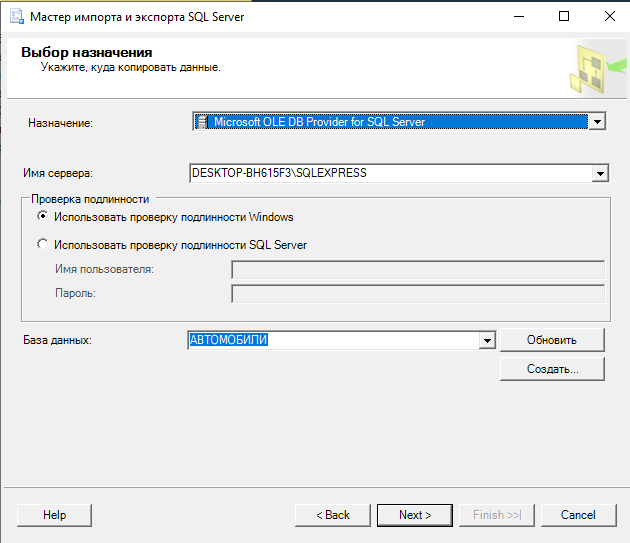 Мастер импорта и экспорта SQL Server
Выбор назначения
Укажите, куда копировать данные.
Назначение:
Microsoft OLE DB Provider for SQL Server
Имя сервера:
DESKTOP-BH615F3\SQLEXPRESS
Проверка подлинности
Использовать проверку подлинности Windows
Использовать проверку подлинности SQL Server
Имя пользователя:
Пароль:
База данных:
АВТОМОБИЛИ
Обновить
Создать...
Help
< Back
Next >
Finish >>|
Cancel